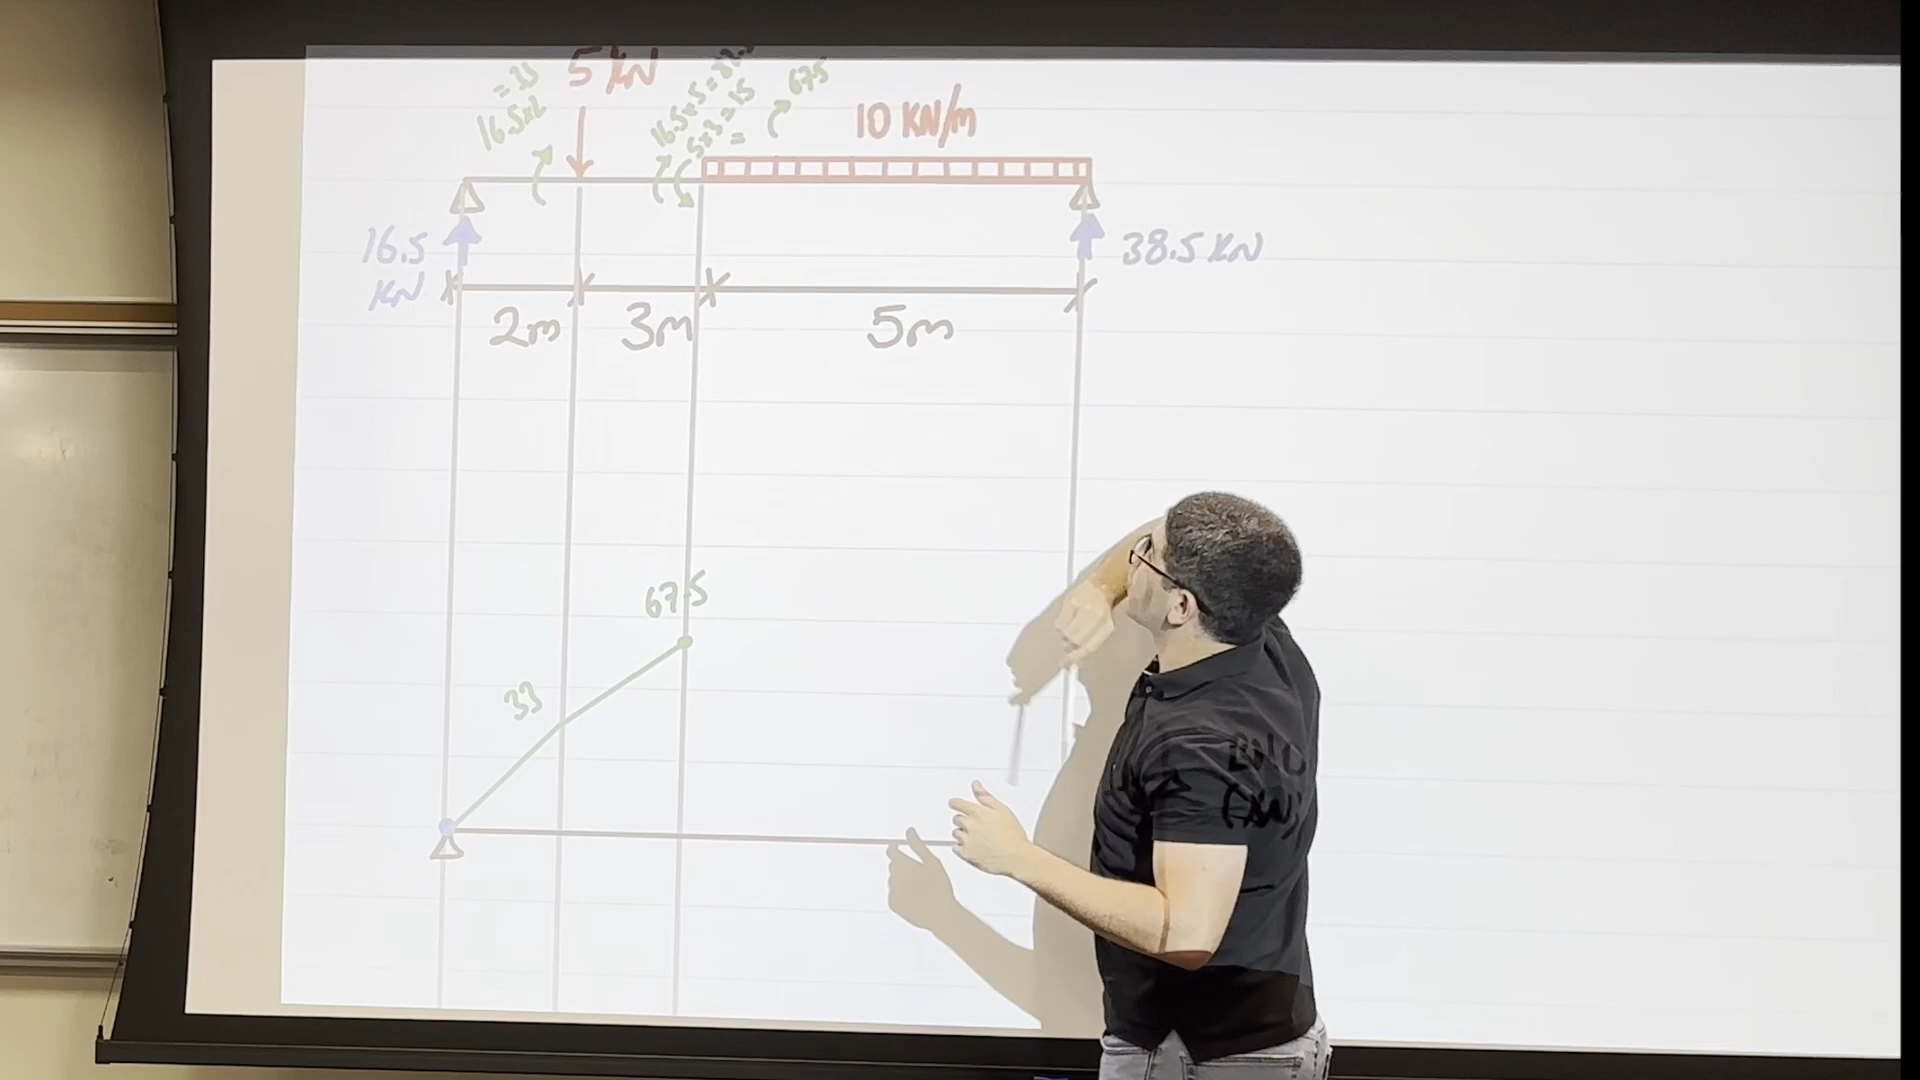 5 KN
= 33
16.5x2
16.5x5 = 82.5
5x3 = 15
=
67.5
10 KN/m
16.5
KN
38.5 KN
2m
3m
5m
67.5
33